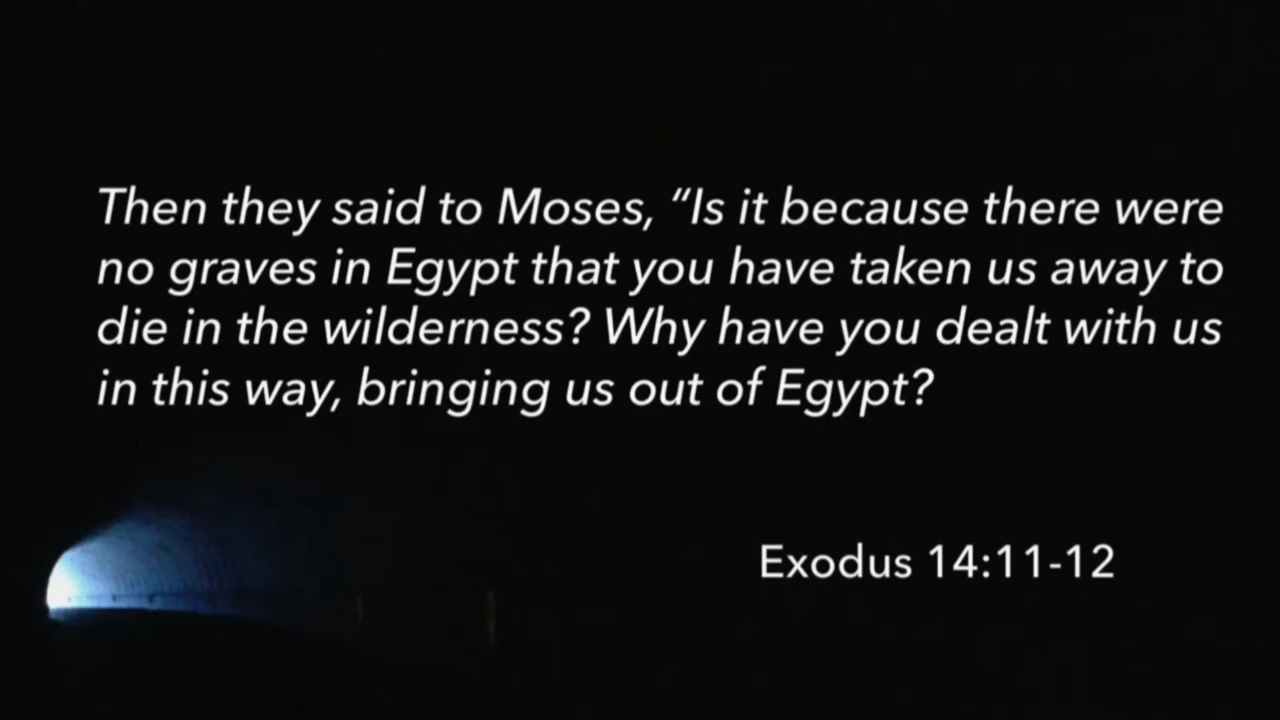 Then they said to Moses, “Is it because there were
no graves in Egypt that you have taken us away to
die in the wilderness? Why have you dealt with us
in this way, bringing us out of Egypt?
Exodus 14:11-12